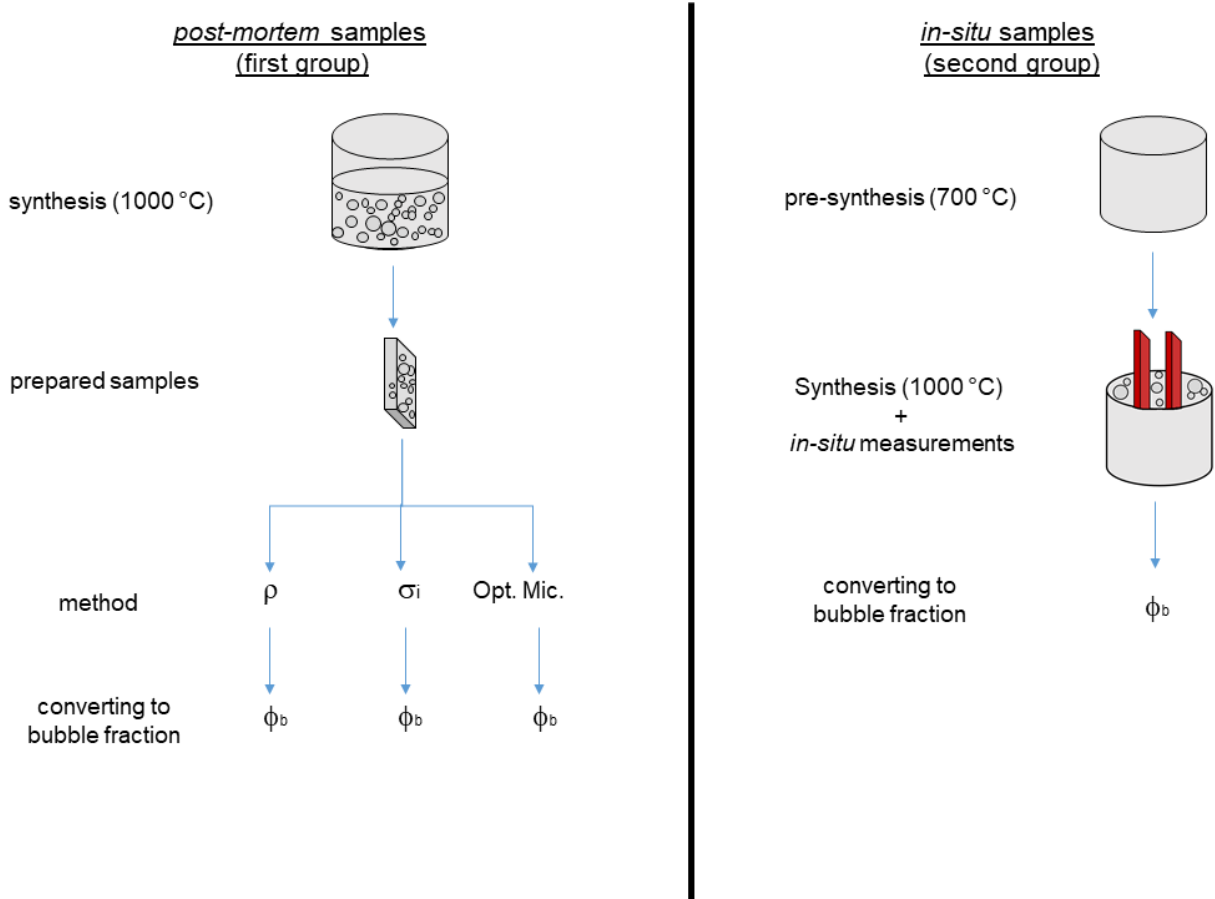 post-mortem samples
(first group)
synthesis (1000 °C)
prepared samples
method
ρ
σi
Opt. Mic.
converting to
bubble fraction
ϕb
ϕb
ϕb
in-situ samples
(second group)
pre-synthesis (700 °C)
Synthesis (1000 °C)
+
in-situ measurements
converting to
bubble fraction
ϕb